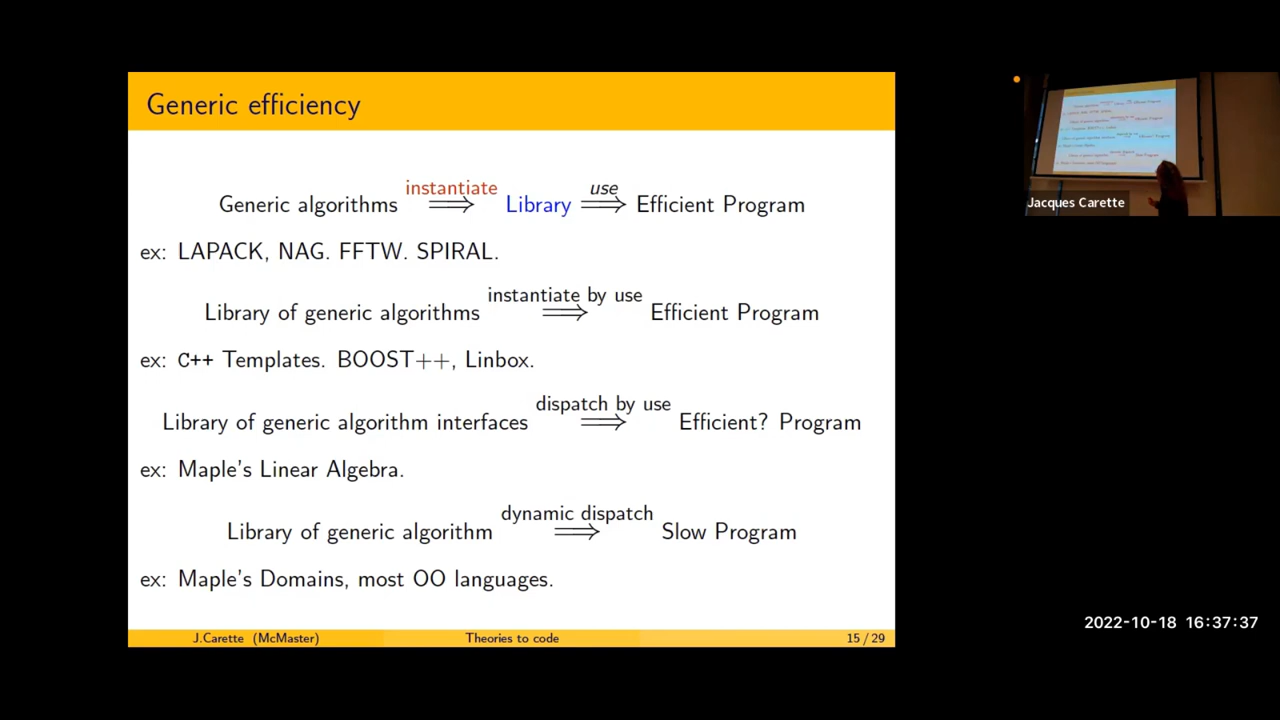 Generic efficiency
instantiate use
Generic algorithms ⟹ Library ⟹ Efficient Program
ex: LAPACK, NAG. FFTW. SPIRAL.
instantiate by use
Library of generic algorithms ⟹ Efficient Program
ex: C++ Templates. BOOST++, Linbox.
dispatch by use
Library of generic algorithm interfaces ⟹ Efficient? Program
ex: Maple's Linear Algebra.
dynamic dispatch
Library of generic algorithm ⟹ Slow Program
ex: Maple's Domains, most OO languages.
J.Carette (McMaster) Theories to code 15 / 29
Jacques Carette
2022-10-18 16:37:37